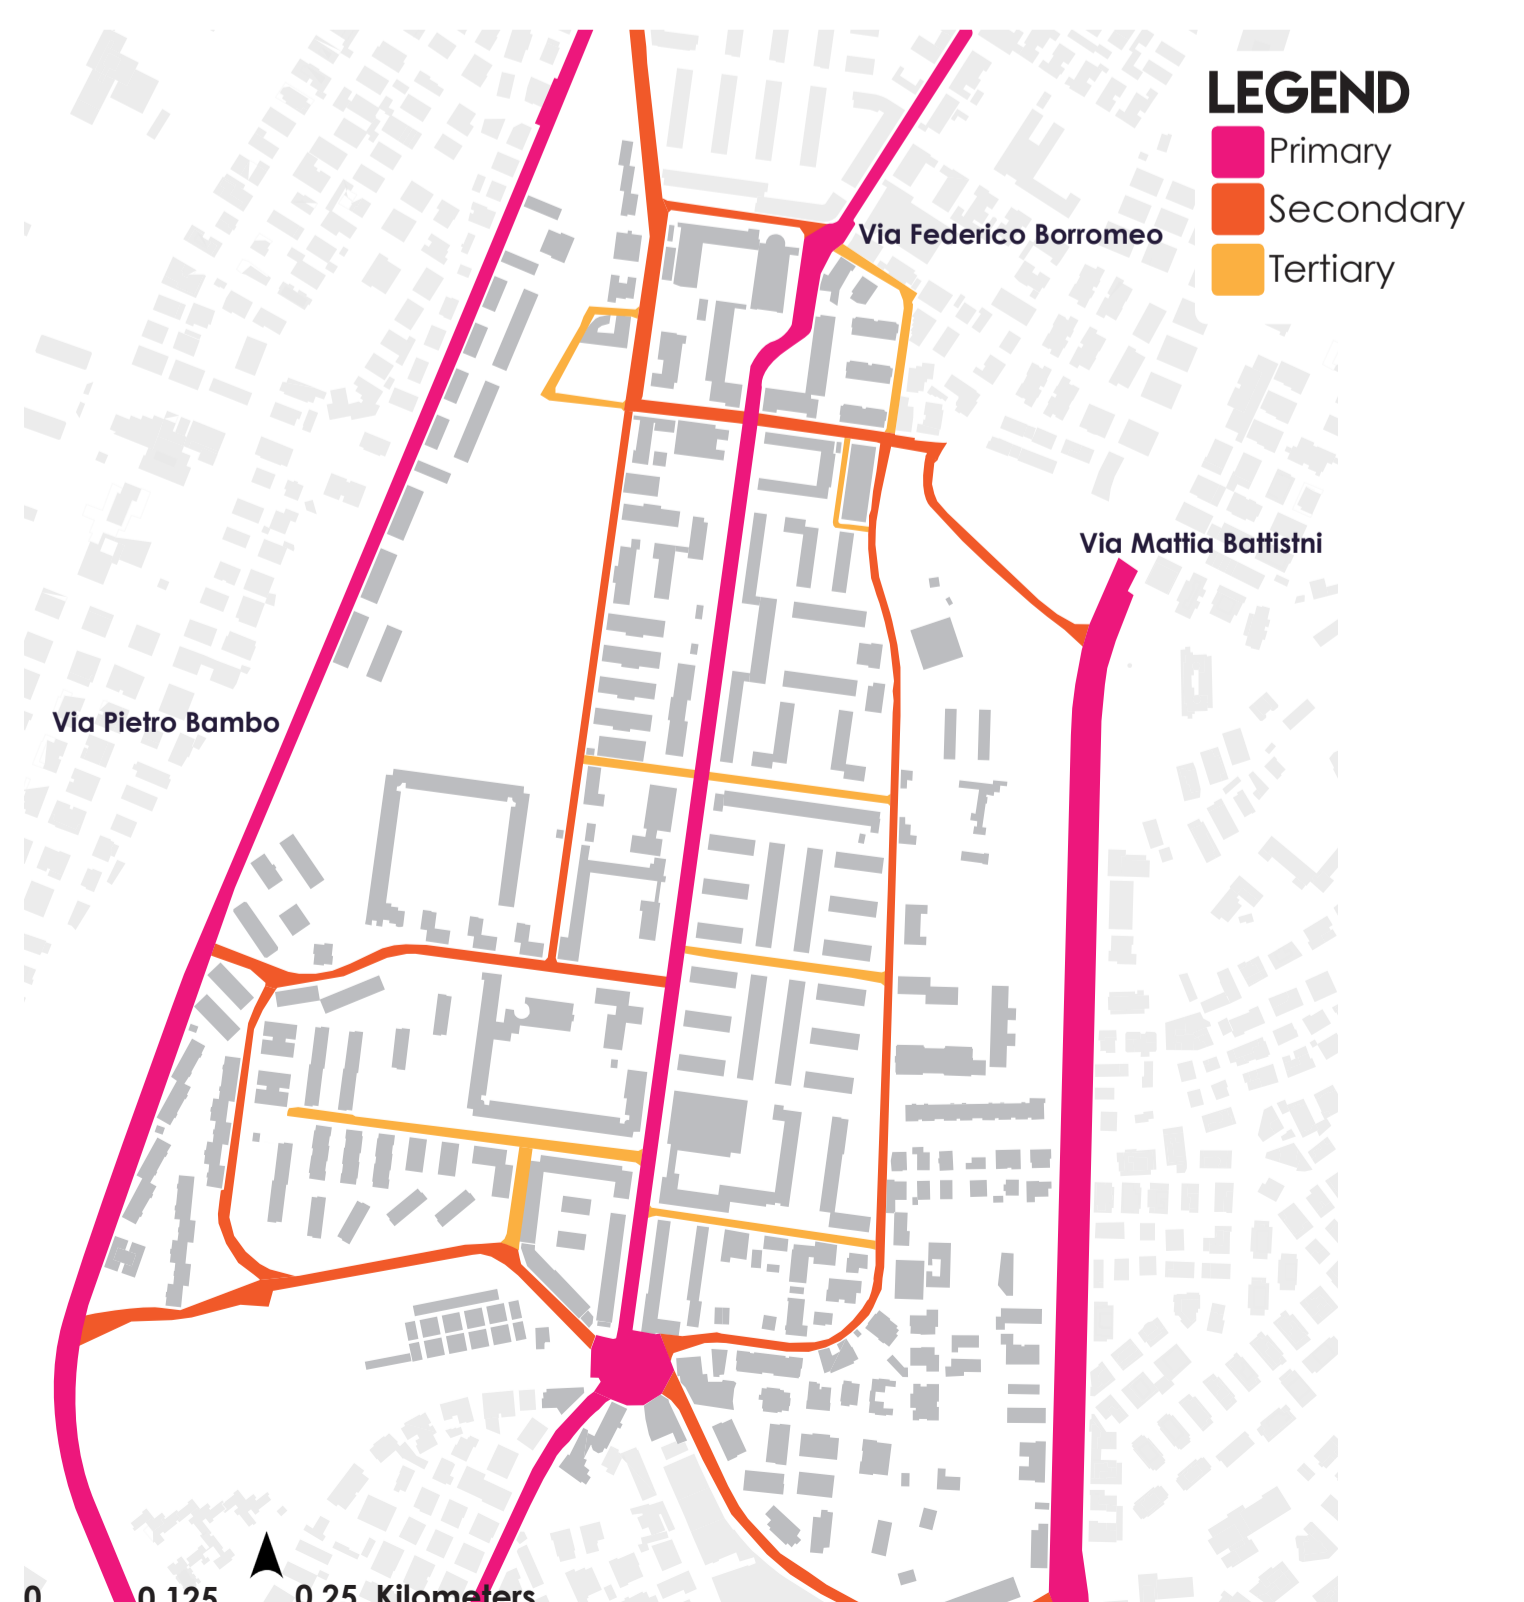 LEGEND
Primary
Secondary
Tertiary
Via Federico Borromeo
Via Mattia Battistni
Via Pietro Bambo
0 0.125 0.25 Kilometers